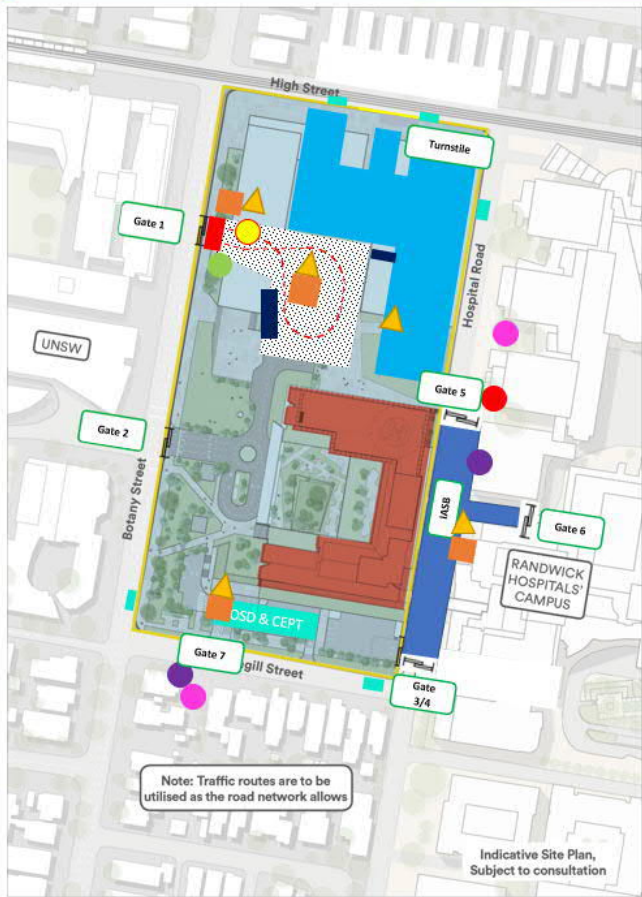 High Street
Turnstile
Gate 1
Hospital Road
UNSW
Gate 5
Gate 2
Botany Street
IASB
Gate 6
RANDWICK
HOSPITALS'
CAMPUS
OSD & CEPT
Gate 7
Street
Gate
3/4
Note: Traffic routes are to be
utilised as the road network allows
Indicative Site Plan,
Subject to consultation